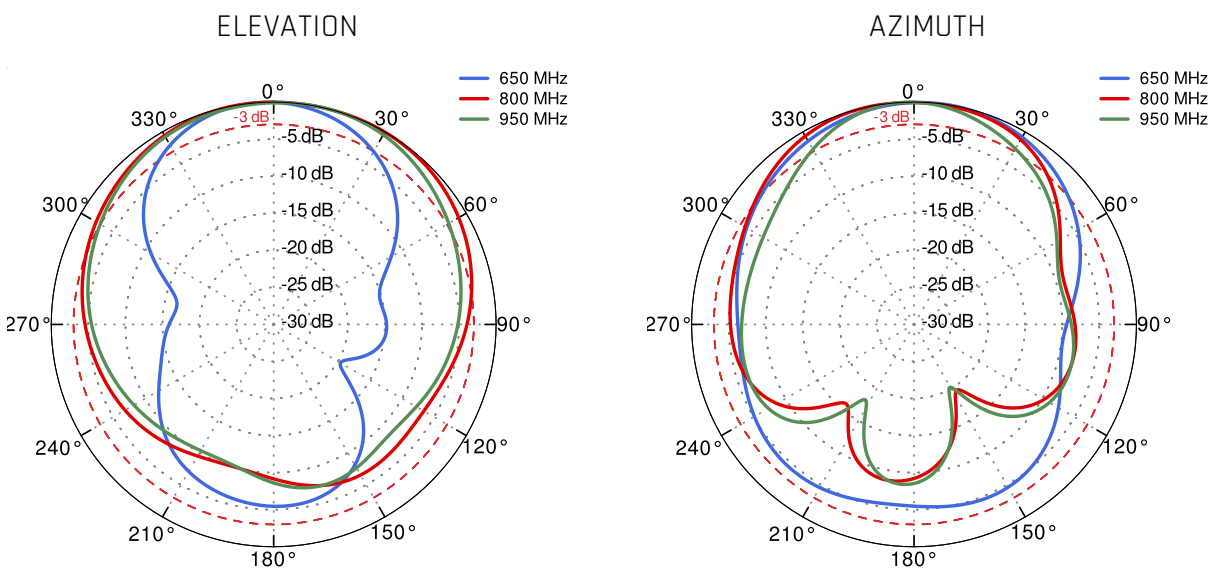 ELEVATION
650 MHz
800 MHz
950 MHz
0°
30°
60°
90°
120°
150°
180°
210°
240°
270°
300°
330°
-3 dB
-5 dB
-10 dB
-15 dB
-20 dB
-25 dB
-30 dB
AZIMUTH
650 MHz
800 MHz
950 MHz
0°
30°
60°
90°
120°
150°
180°
210°
240°
270°
300°
330°
-3 dB
-5 dB
-10 dB
-15 dB
-20 dB
-25 dB
-30 dB